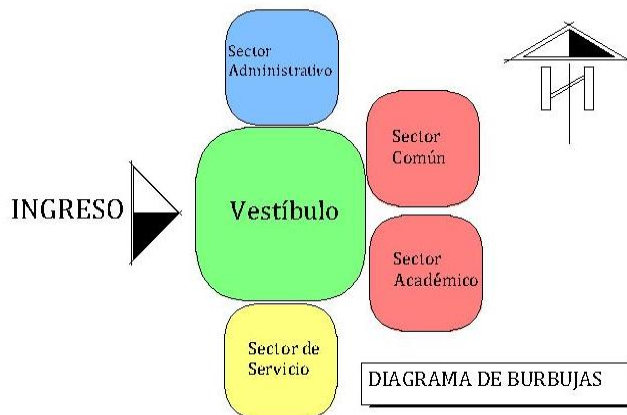 Sector
Administrativo
Sector
Común
INGRESO
Vestíbulo
Sector
Académico
Sector de
Servicio
DIAGRAMA DE BURBUJAS